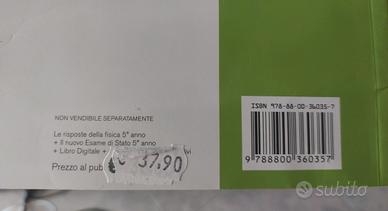 ISBN 978-88-00-36035-7
NON VENDIBILE SEPARATAMENTE
Le risposte della fisica 5° anno
+ Il nuovo Esame di Stato 5° anno
+ Libro Digitale +
Prezzo al pub
€ 37,90
9 788800 360357
subito